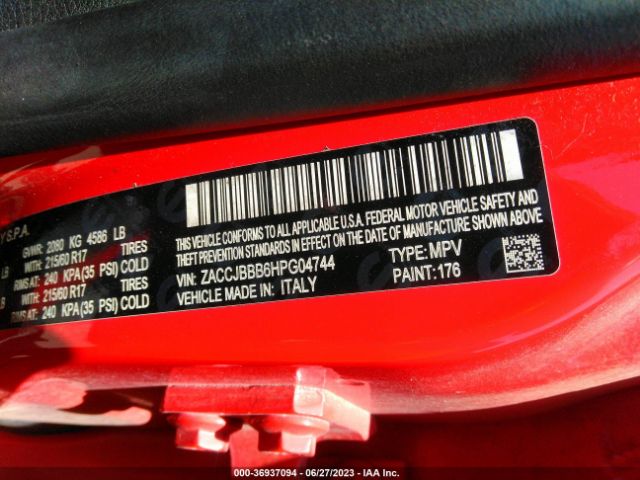 Y S.P.A.
GVWR: 2080 KG 4586 LB
WITH: 215/60 R17 TIRES
RIMS AT: 240 KPA(35 PSI) COLD
WITH: 215/60 R17 TIRES
RIMS AT: 240 KPA(35 PSI) COLD
THIS VEHICLE CONFORMS TO ALL APPLICABLE U.S.A. FEDERAL MOTOR VEHICLE SAFETY, BUMPER, AND
THEFT PREVENTION STANDARDS IN EFFECT ON THE DATE OF MANUFACTURE SHOWN ABOVE.
VIN: ZACCJBBB6HPG04744 TYPE: MPV
VEHICLE MADE IN: ITALY PAINT: 176
000-36937094 - 06/27/2023 - IAA Inc.